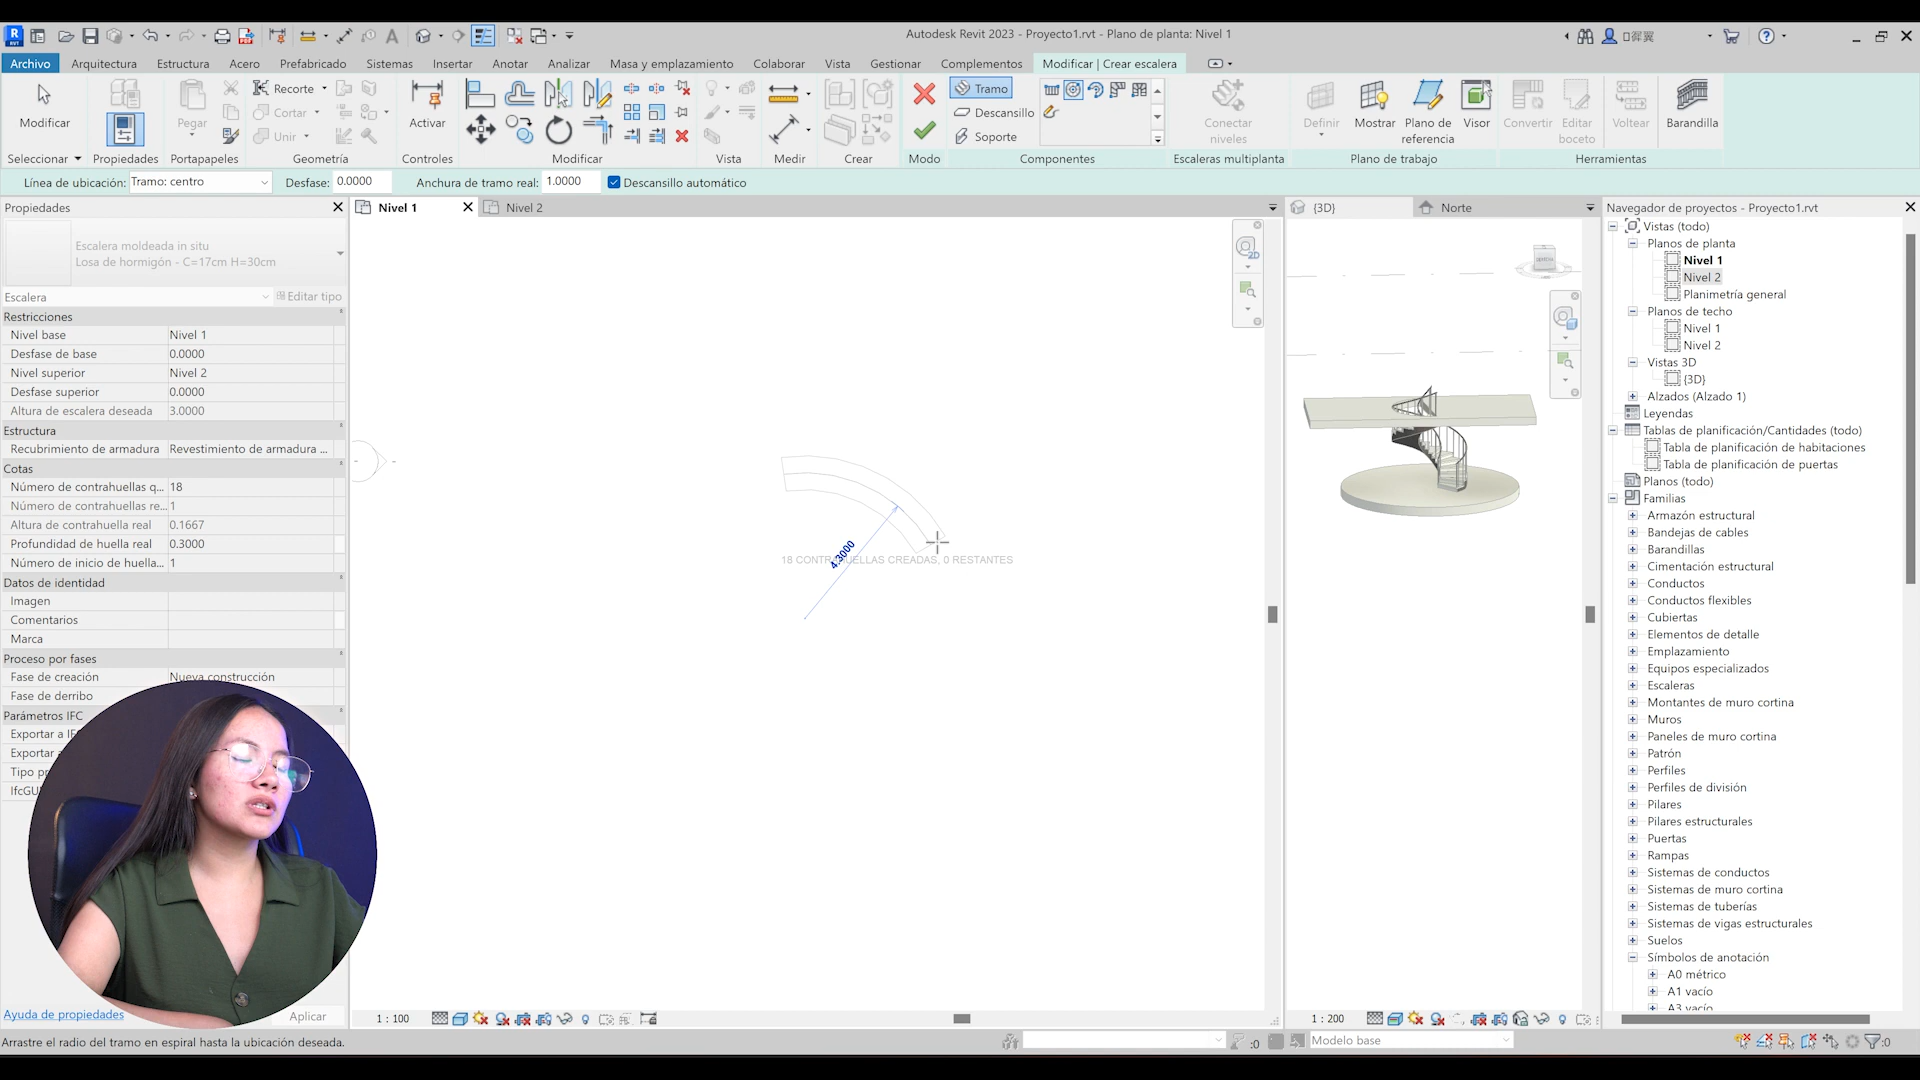 Autodesk Revit 2023 - Proyecto1.rvt - Plano de planta: Nivel 1
Archivo Arquitectura Estructura Acero Prefabricado Sistemas Insertar Anotar Analizar Masa y emplazamiento Colaborar Vista Gestionar Complementos Modificar | Crear escalera
Modificar
Pegar
Recorte
Cortar
Unir
Activar
Tramo
Descansillo
Soporte
Conectar niveles
Definir
Mostrar
Plano de referencia
Visor
Convertir
Editar boceto
Voltear
Barandilla
Seleccionar Propiedades Portapapeles Geometría Controles Modificar Vista Medir Crear Modo Componentes Escaleras multiplanta Plano de trabajo Herramientas
Línea de ubicación: Tramo: centro Desfase: 0.0000 Anchura de tramo real: 1.0000 Descansillo automático
Propiedades
Escalera moldeada in situ
Losa de hormigón - C=17cm H=30cm
Escalera Editar tipo
Restricciones
Nivel base Nivel 1
Desfase de base 0.0000
Nivel superior Nivel 2
Desfase superior 0.0000
Altura de escalera deseada 3.0000
Estructura
Recubrimiento de armadura Revestimiento de armadura ...
Cotas
Número de contrahuellas q... 18
Número de contrahuellas re... 1
Altura de contrahuella real 0.1667
Profundidad de huella real 0.3000
Número de inicio de huella... 1
Datos de identidad
Imagen
Comentarios
Marca
Proceso por fases
Fase de creación Nueva construcción
Fase de derribo
Parámetros IFC
Exportar a IF
Exportar
Tipo pr
IfcGU
Ayuda de propiedades Aplicar
Nivel 1
Nivel 2
2D
4.3000
18 CONTRAHUELLAS CREADAS, 0 RESTANTES
1 : 100
{3D}
Norte
1 : 200
Navegador de proyectos - Proyecto1.rvt
Vistas (todo)
Planos de planta
Nivel 1
Nivel 2
Planimetría general
Planos de techo
Nivel 1
Nivel 2
Vistas 3D
{3D}
Alzados (Alzado 1)
Leyendas
Tablas de planificación/Cantidades (todo)
Tabla de planificación de habitaciones
Tabla de planificación de puertas
Planos (todo)
Familias
Armazón estructural
Bandejas de cables
Barandillas
Cimentación estructural
Conductos
Conductos flexibles
Cubiertas
Elementos de detalle
Emplazamiento
Equipos especializados
Escaleras
Montantes de muro cortina
Muros
Paneles de muro cortina
Patrón
Perfiles
Perfiles de división
Pilares
Pilares estructurales
Puertas
Rampas
Sistemas de conductos
Sistemas de muro cortina
Sistemas de tuberías
Sistemas de vigas estructurales
Suelos
Símbolos de anotación
A0 métrico
A1 vacío
A3 vacío
Arrastre el radio del tramo en espiral hasta la ubicación deseada.
:0
Modelo base
:0